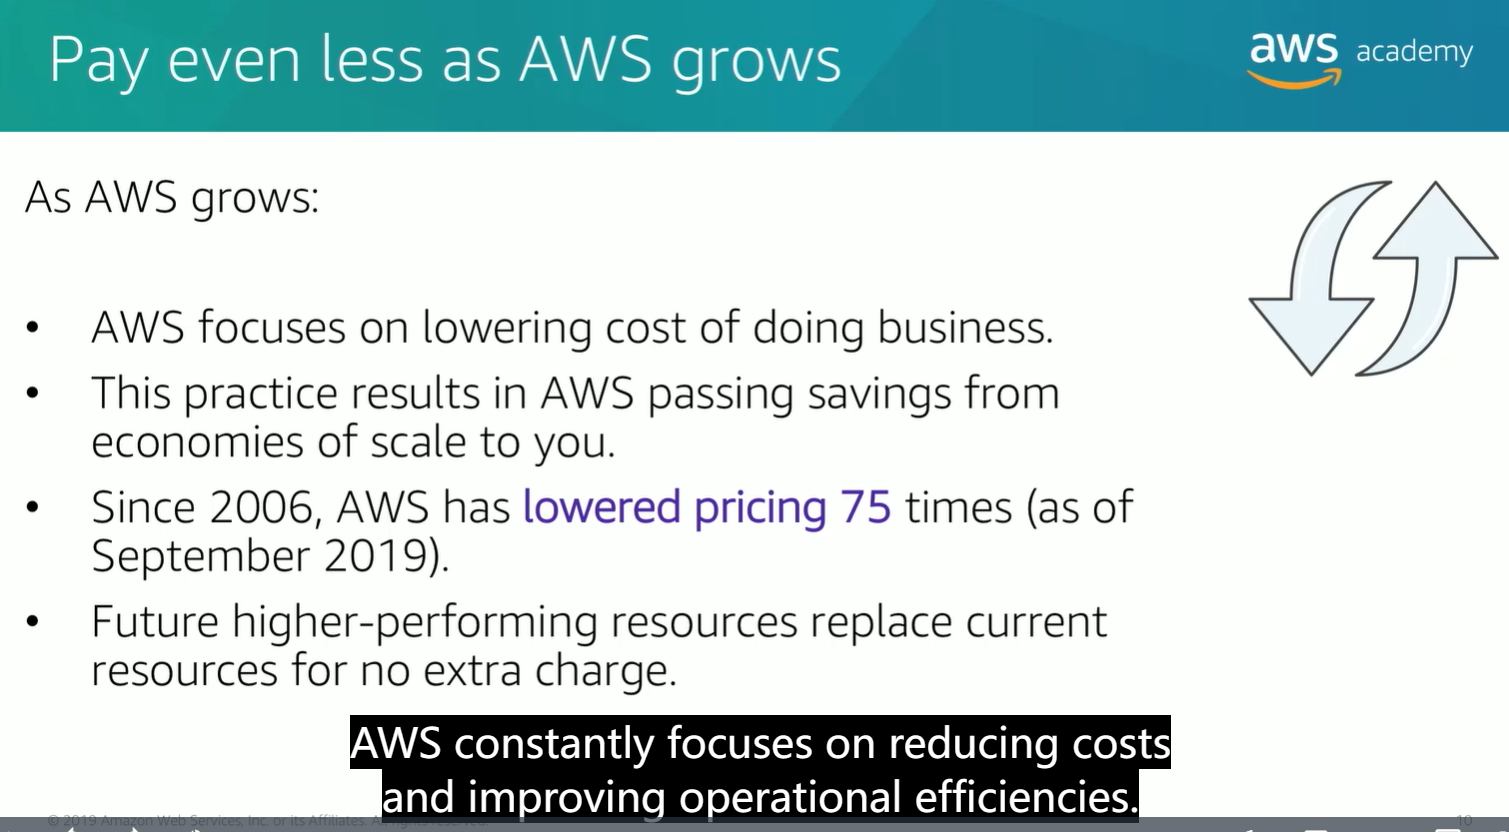 Pay even less as AWS grows
aws academy
As AWS grows:
• AWS focuses on lowering cost of doing business.
• This practice results in AWS passing savings from
economies of scale to you.
• Since 2006, AWS has lowered pricing 75 times (as of
September 2019).
• Future higher-performing resources replace current
resources for no extra charge.
AWS constantly focuses on reducing costs
and improving operational efficiencies.
© 2019 Amazon Web Services, Inc. or its Affiliates. All rights reserved.
10